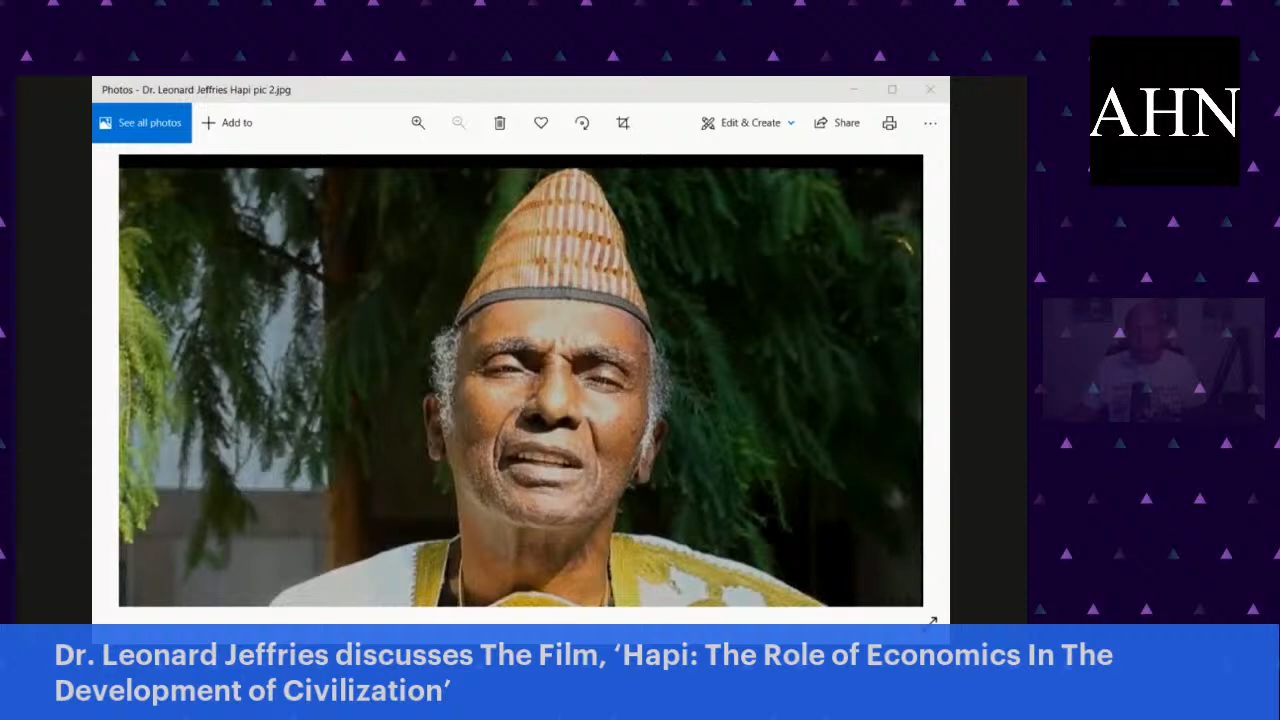 Photos - Dr. Leonard Jeffries Hapi pic 2.jpg
See all photos
Add to
Edit & Create
Share
AHN
Dr. Leonard Jeffries discusses The Film, ‘Hapi: The Role of Economics In The
Development of Civilization’